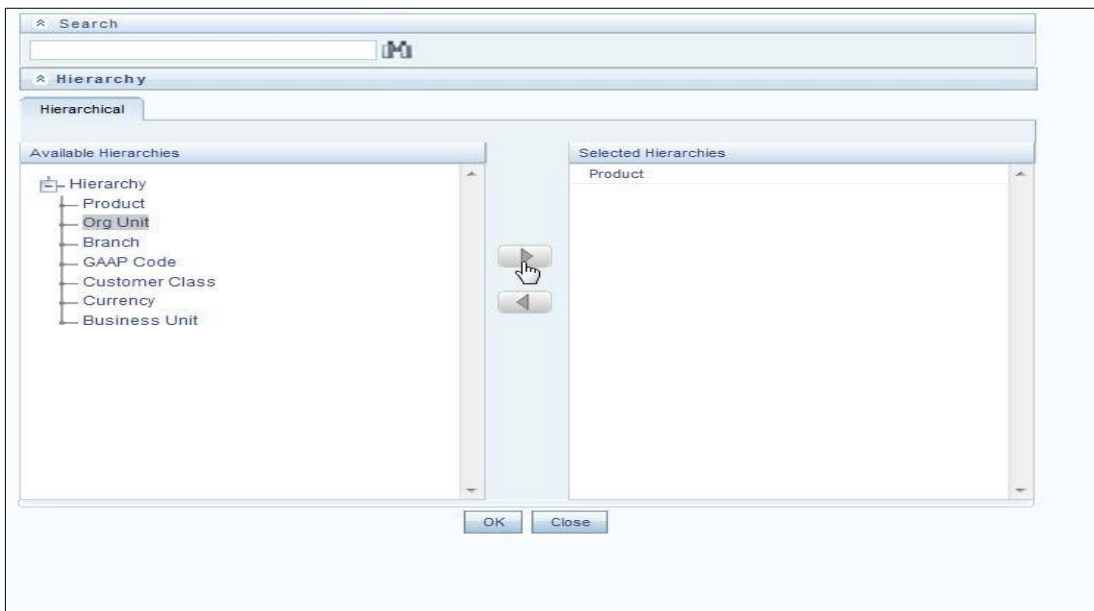 Search
Hierarchy
Hierarchical
Available Hierarchies
Selected Hierarchies
Hierarchy
Product
Org Unit
Branch
GAAP Code
Customer Class
Currency
Business Unit
Product
OK
Close